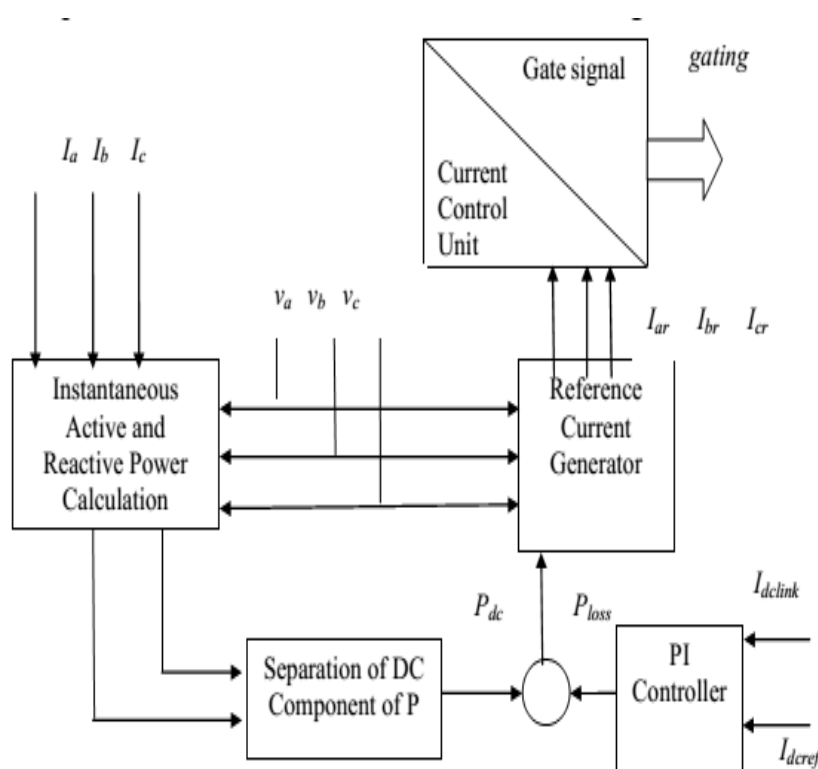 Gate signal
gating
Current
Control
Unit
I_a I_b I_c
v_a v_b v_c
I_ar I_br I_cr
Instantaneous
Active and
Reactive Power
Calculation
Reference
Current
Generator
P_dc P_loss
I_dclink
Separation of DC
Component of P
PI
Controller
I_dcref